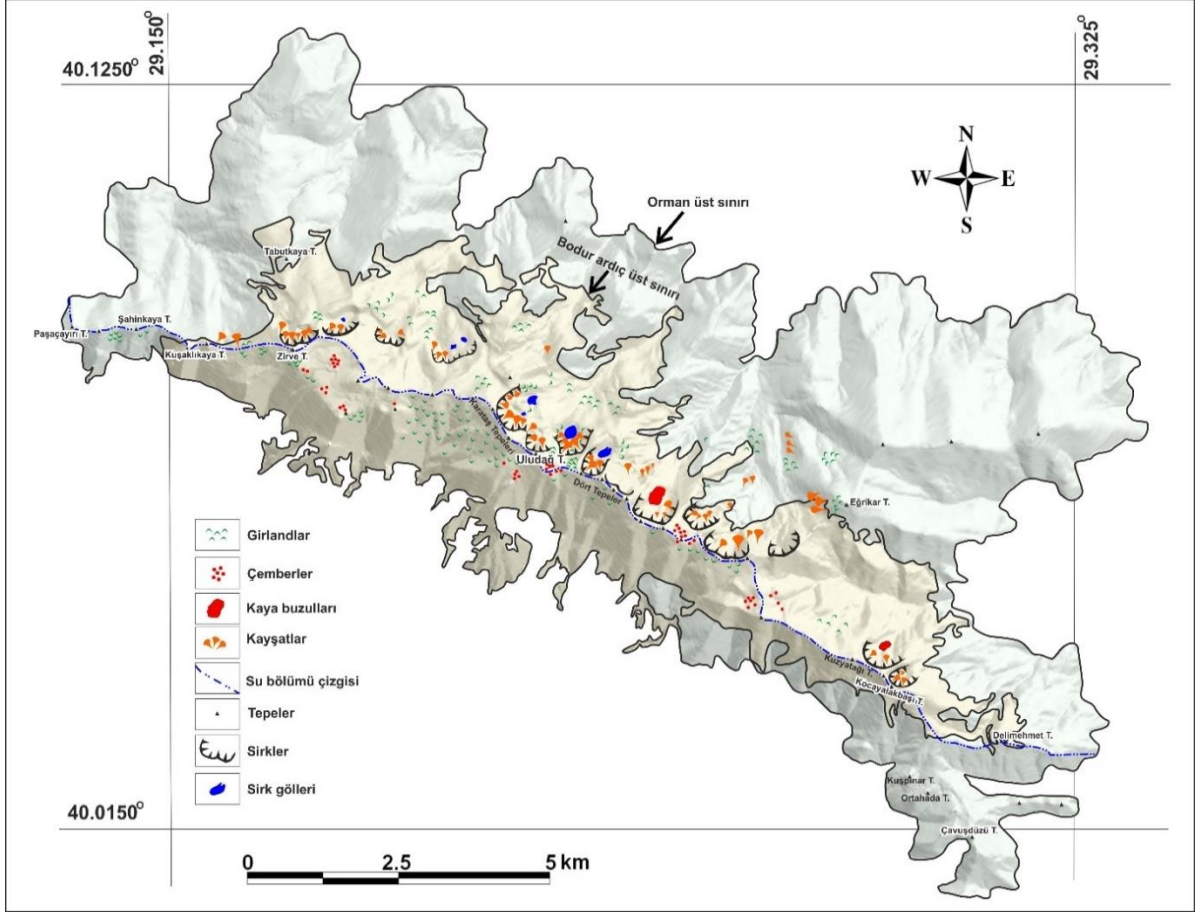 29.150°
29.325°
40.1250°
N
W E
S
Orman üst sınırı
Bodur ardıç üst sınırı
Tabutkaya T.
Şahinkaya T.
Paşaçayırı T.
Kuşaklıkaya T.
Zirve T.
Karataş Tepeleri
Uludağ T.
Dört Tepeler
Eğrikar T.
Girlandlar
Çemberler
Kaya buzulları
Kayşatlar
Su bölümü çizgisi
Tepeler
Sirkler
Sirk gölleri
Kuzyatağı T.
Kocayalakbaşı T.
Delimehmet T.
Kuşpınar T.
Ortahada T.
Çavuşdüzü T.
40.0150°
0 2.5 5 km